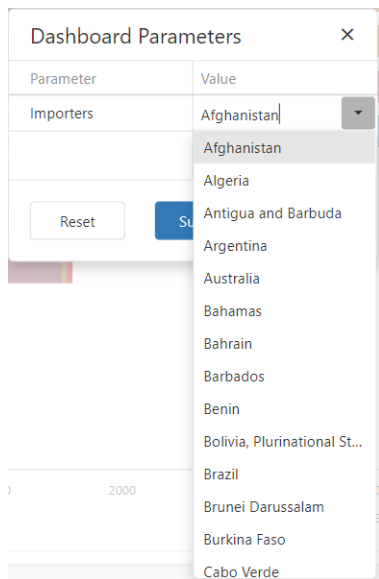 Dashboard Parameters
Parameter Value
Importers Afghanistan
Afghanistan
Algeria
Reset Su
Antigua and Barbuda
Argentina
Australia
Bahamas
Bahrain
Barbados
Benin
Bolivia, Plurinational St...
Brazil
2000
Brunei Darussalam
Burkina Faso
Cabo Verde